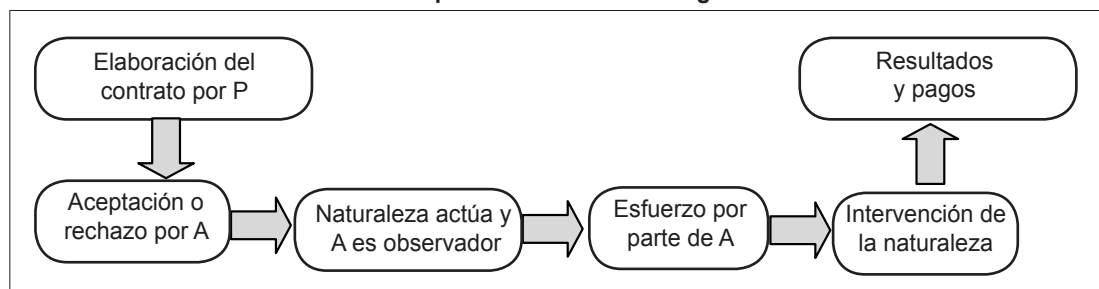 Elaboración del
contrato por P
Aceptación o
rechazo por A
Naturaleza actúa y
A es observador
Esfuerzo por
parte de A
Intervención de
la naturaleza
Resultados
y pagos